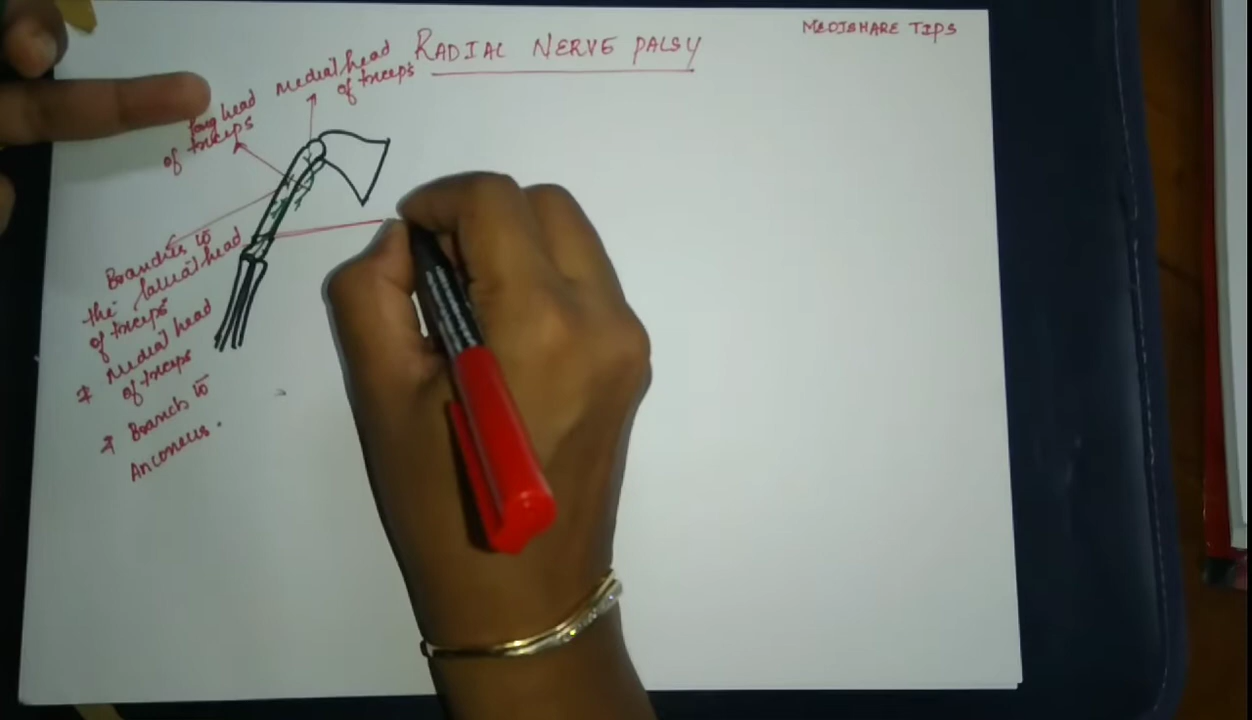 RADIAL NERVE PALSY
MEDISHARE TIPS
medial head
of triceps
long head
of triceps
Branches to
the lateral head
of triceps
* Medial head
of triceps
* Branch to
Anconeus.